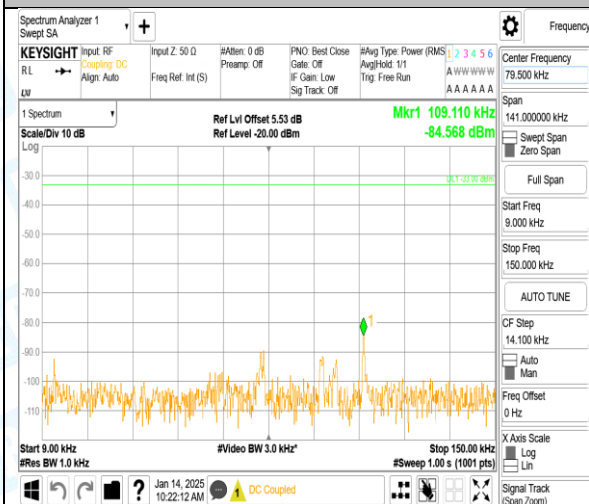 Spectrum Analyzer 1
Swept SA
+
Frequency
KEYSIGHT Input: RF Input Z: 50 Ω #Atten: 0 dB PNO: Best Close #Avg Type: Power (RMS 1 2 3 4 5 6
RL Coupling: DC Preamp: Off Gate: Off Avg|Hold: 1/1 A W W W W W
Align: Auto Freq Ref: Int (S) IF Gain: Low Trig: Free Run
Sig Track: Off A A A A A A
LXI
1 Spectrum
Ref Lvl Offset 5.53 dB Mkr1 109.110 kHz
Scale/Div 10 dB Ref Level -20.00 dBm -84.568 dBm
Log
DL1 -33.00 dBm
-30.0
-40.0
-50.0
-60.0
-70.0
-80.0
1
-90.0
-100
-110
Start 9.00 kHz #Video BW 3.0 kHz* Stop 150.00 kHz
#Res BW 1.0 kHz #Sweep 1.00 s (1001 pts)
? Jan 14, 2025
10:22:12 AM
DC Coupled
Center Frequency
79.500 kHz
Span
141.000000 kHz
Swept Span
Zero Span
Full Span
Start Freq
9.000 kHz
Stop Freq
150.000 kHz
AUTO TUNE
CF Step
14.100 kHz
Auto
Man
Freq Offset
0 Hz
X Axis Scale
Log
Lin
Signal Track
(Span Zoom)